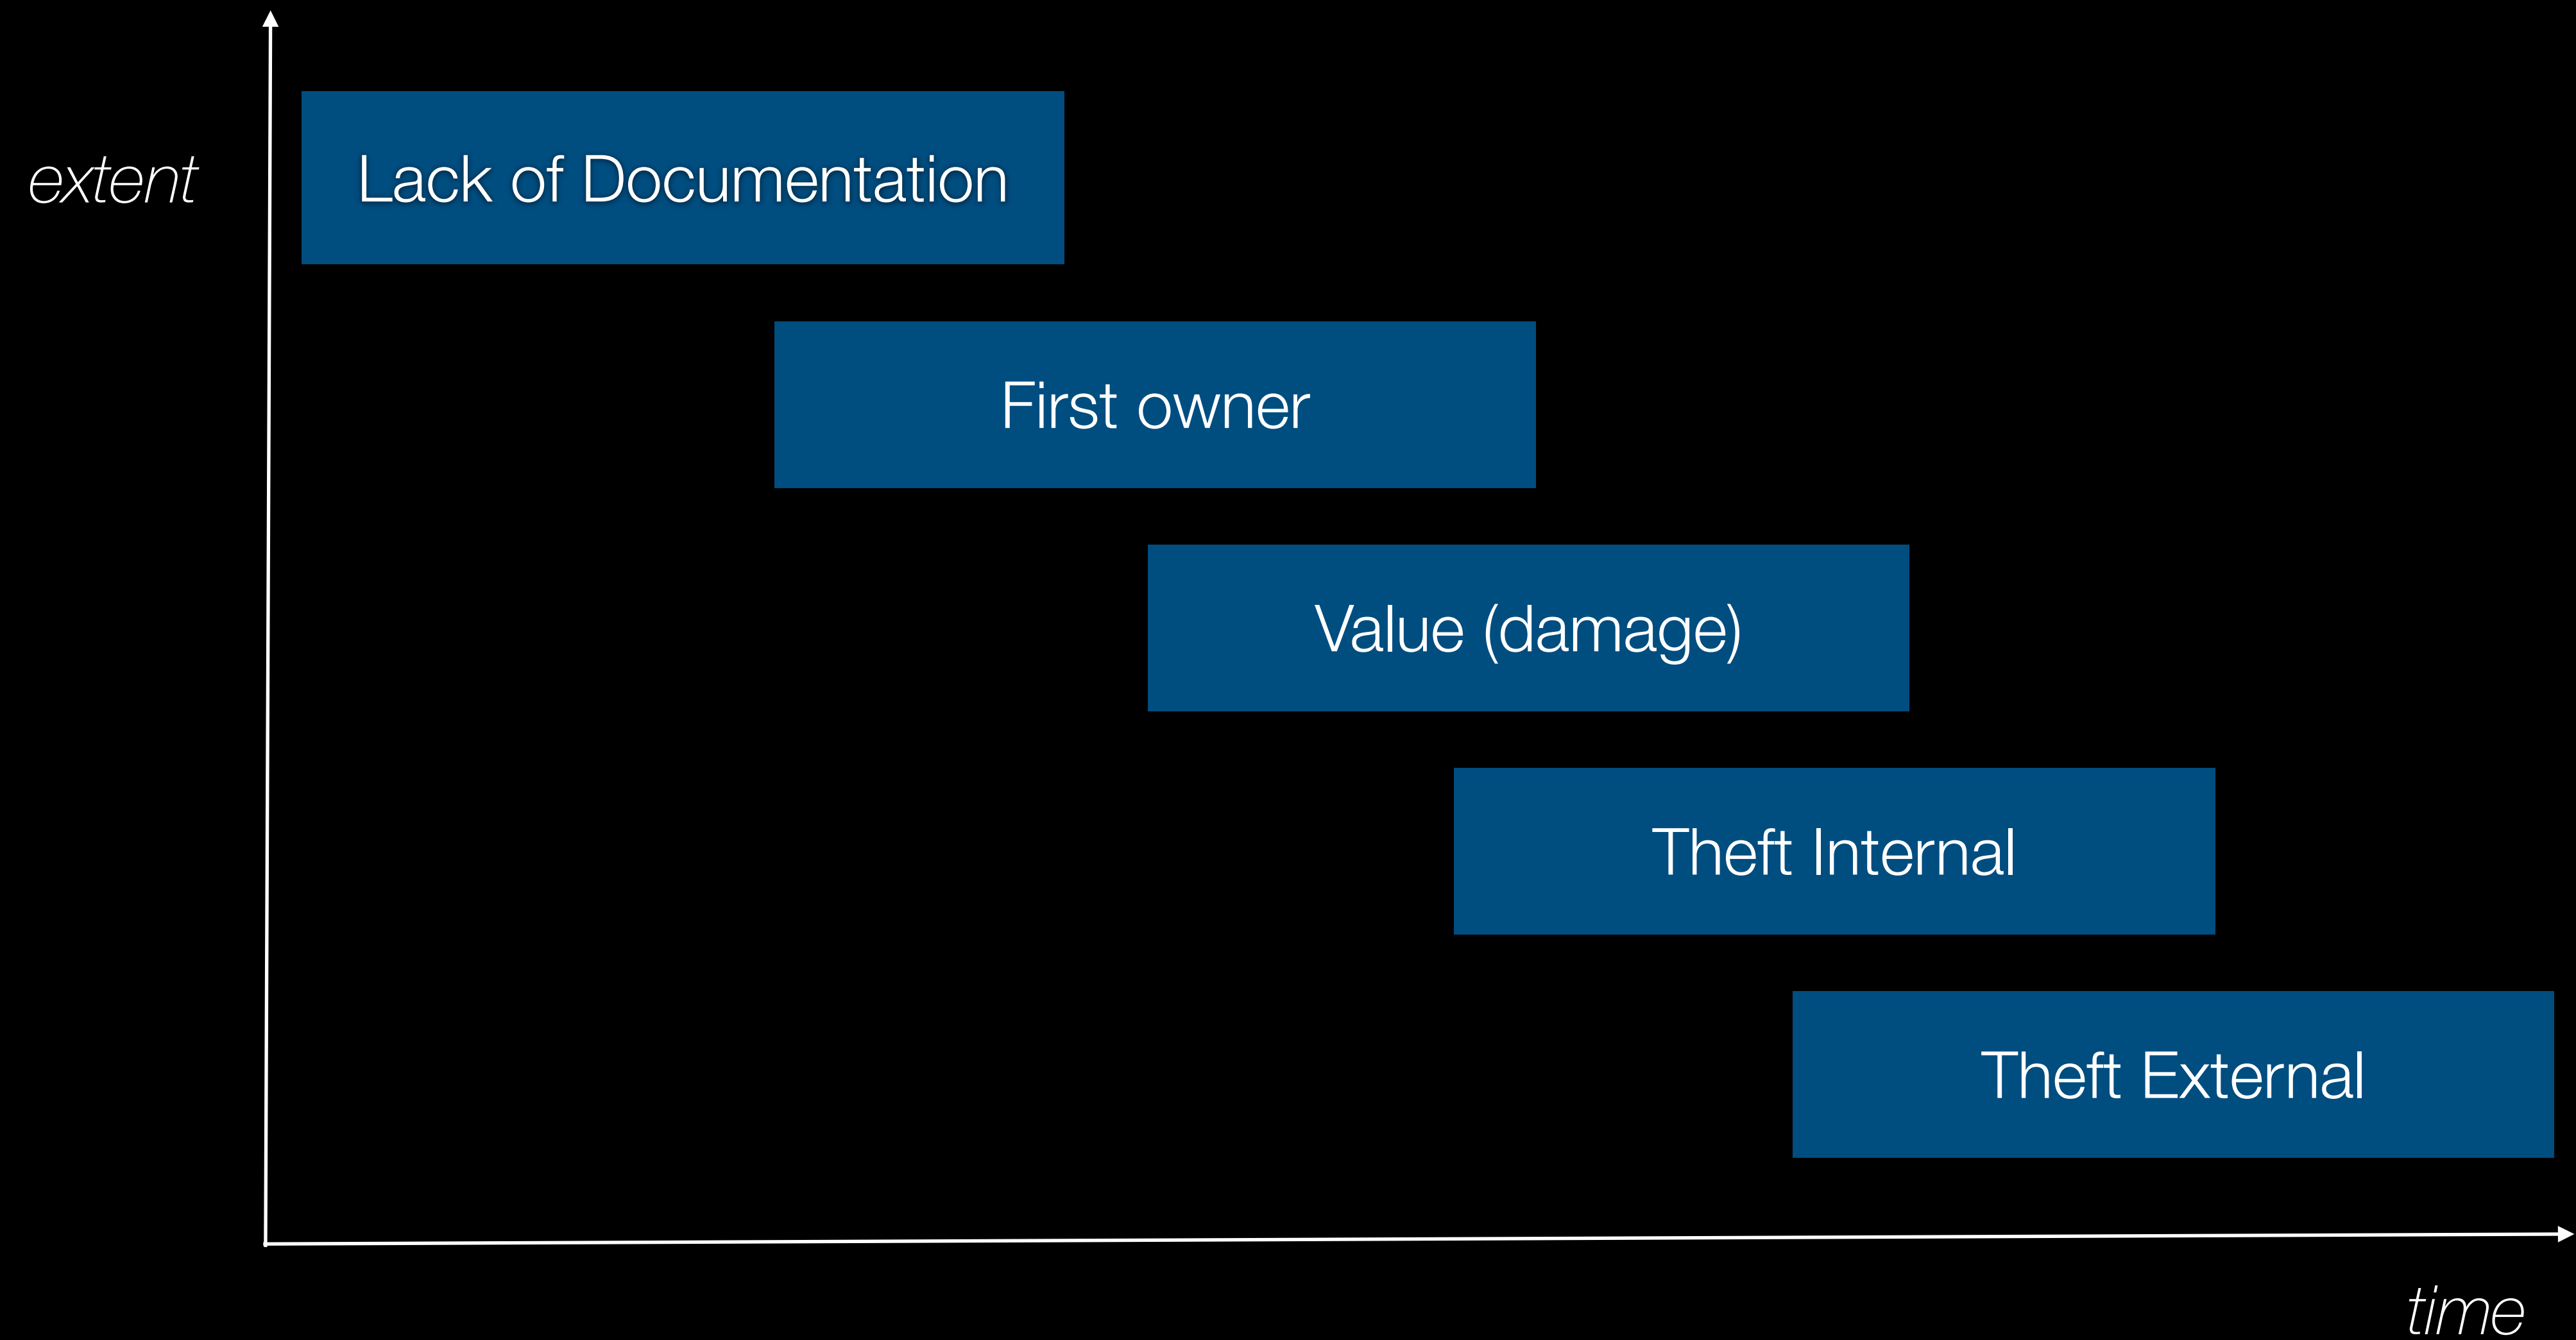 extent
Lack of Documentation
First owner
Value (damage)
Theft Internal
Theft External
time